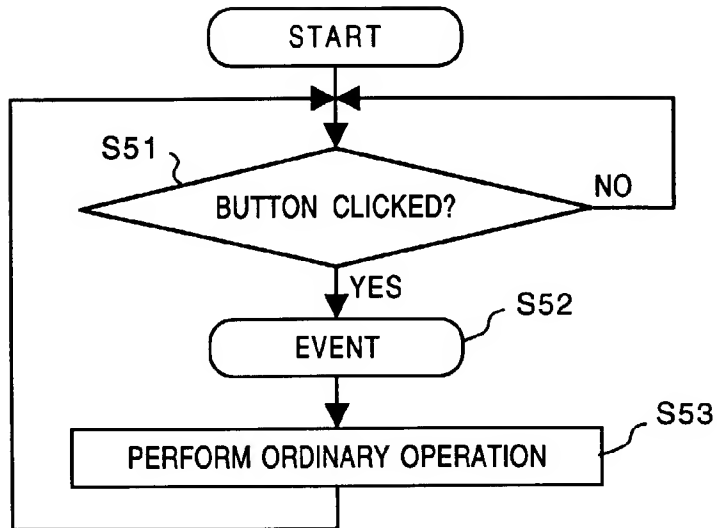 START
S51
BUTTON CLICKED?
NO
YES
S52
EVENT
S53
PERFORM ORDINARY OPERATION